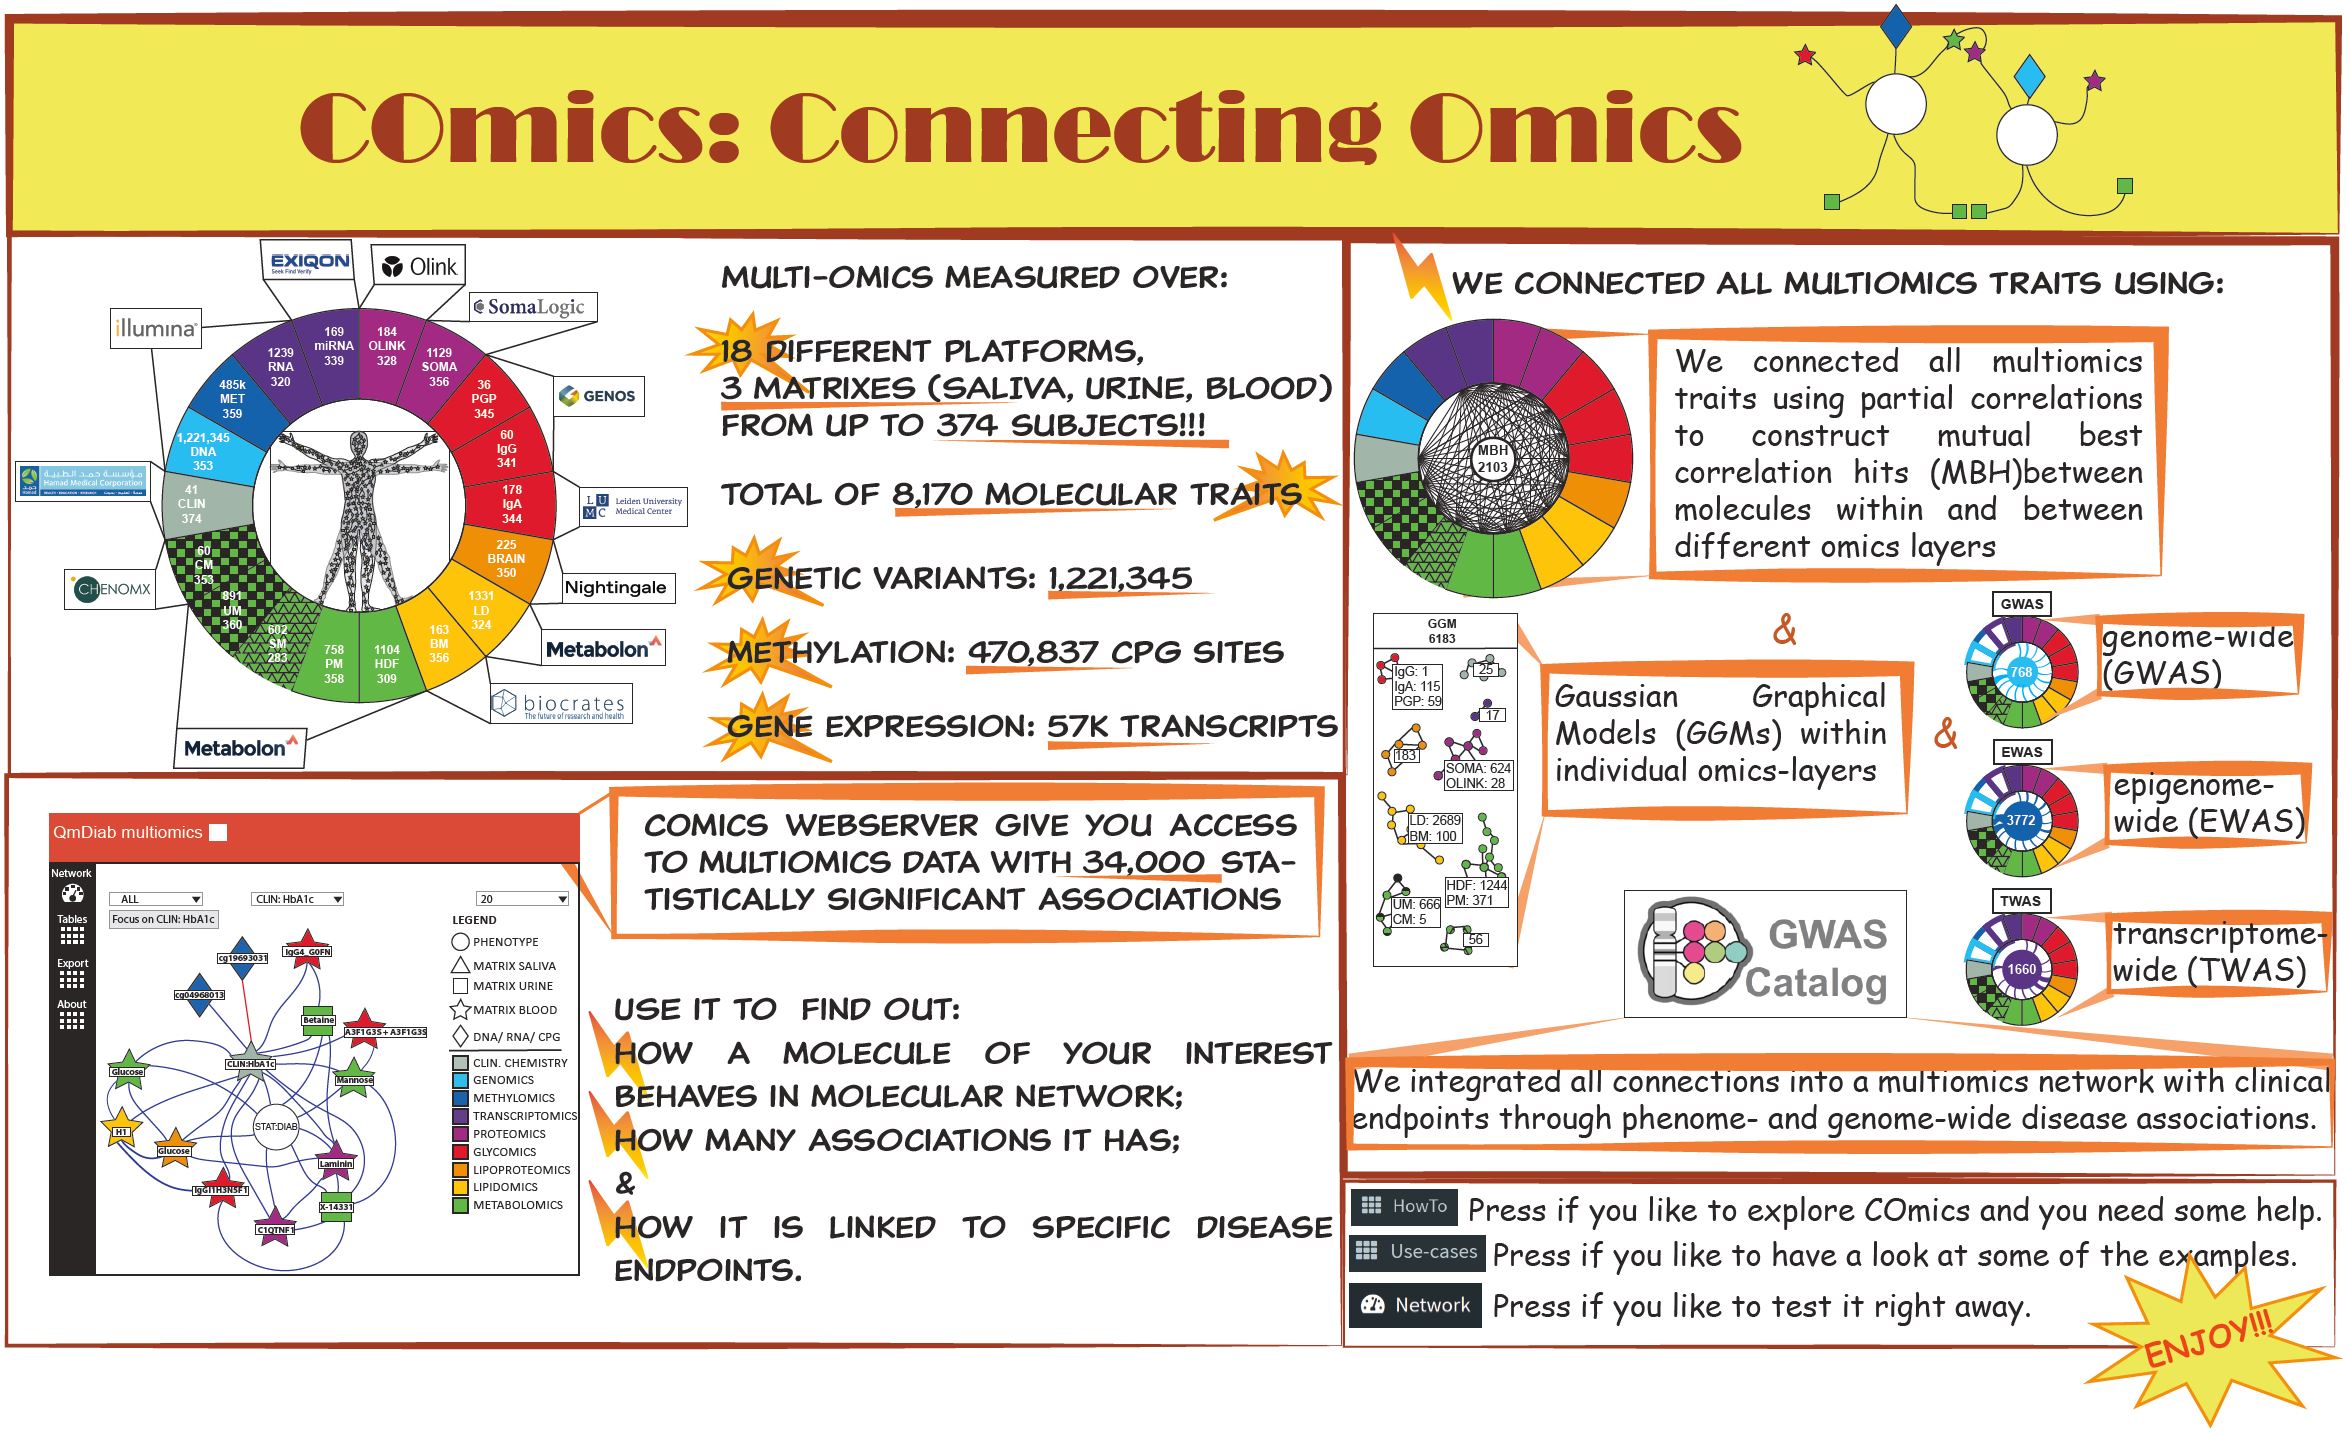 COmics: Connecting Omics
EXIQON
Seek Find Verify
Olink
SomaLogic
illumina®
GENOS
مؤسسة حمد الطبية
Hamad Medical Corporation
HEALTH • EDUCATION • RESEARCH
LUMC
Leiden University
Medical Center
CHENOMX
Nightingale
Metabolon
biocrates
The future of research and health
Metabolon
169
miRNA
339
184
OLINK
328
1129
SOMA
356
36
PGP
345
60
IgG
341
178
IgA
344
225
BRAIN
350
1331
LD
324
163
BM
356
1104
HDF
309
758
PM
358
602
SM
283
891
UM
360
60
CM
353
41
CLIN
374
1,221,345
DNA
353
485k
MET
359
1239
RNA
320
MULTI-OMICS MEASURED OVER:
18 DIFFERENT PLATFORMS,
3 MATRIXES (SALIVA, URINE, BLOOD)
FROM UP TO 374 SUBJECTS!!!
TOTAL OF 8,170 MOLECULAR TRAITS
GENETIC VARIANTS: 1,221,345
METHYLATION: 470,837 CPG SITES
GENE EXPRESSION: 57K TRANSCRIPTS
WE CONNECTED ALL MULTIOMICS TRAITS USING:
MBH
2103
We connected all multiomics
traits using partial correlations
to construct mutual best
correlation hits (MBH)between
molecules within and between
different omics layers
&
GGM
6183
IgG: 1
IgA: 115
PGP: 59
25
17
183
SOMA: 624
OLINK: 28
LD: 2689
BM: 100
HDF: 1244
PM: 371
UM: 666
CM: 5
56
Gaussian Graphical
Models (GGMs) within
individual omics-layers
&
GWAS
768
genome-wide
(GWAS)
EWAS
3772
epigenome-
wide (EWAS)
TWAS
1660
transcriptome-
wide (TWAS)
GWAS
Catalog
We integrated all connections into a multiomics network with clinical
endpoints through phenome- and genome-wide disease associations.
QmDiab multiomics
Network
Tables
Export
About
ALL
CLIN: HbA1c
20
Focus on CLIN: HbA1c
LEGEND
PHENOTYPE
MATRIX SALIVA
MATRIX URINE
MATRIX BLOOD
DNA/ RNA/ CPG
CLIN. CHEMISTRY
GENOMICS
METHYLOMICS
TRANSCRIPTOMICS
PROTEOMICS
GLYCOMICS
LIPOPROTEOMICS
LIPIDOMICS
METABOLOMICS
cg19693031
IgG4_G0FN
cg04968013
Betaine
A3F1G3S + A3F1G3S
CLIN:HbA1c
Glucose
Mannose
H1
STAT:DIAB
Glucose
Laminin
IgGI1H3N5F1
X-14331
C1QTNF1
COMICS WEBSERVER GIVE YOU ACCESS
TO MULTIOMICS DATA WITH 34,000 STA-
TISTICALLY SIGNIFICANT ASSOCIATIONS
USE IT TO FIND OUT:
HOW A MOLECULE OF YOUR INTEREST
BEHAVES IN MOLECULAR NETWORK;
HOW MANY ASSOCIATIONS IT HAS;
&
HOW IT IS LINKED TO SPECIFIC DISEASE
ENDPOINTS.
HowTo Press if you like to explore COmics and you need some help.
Use-cases Press if you like to have a look at some of the examples.
Network Press if you like to test it right away.
ENJOY!!!